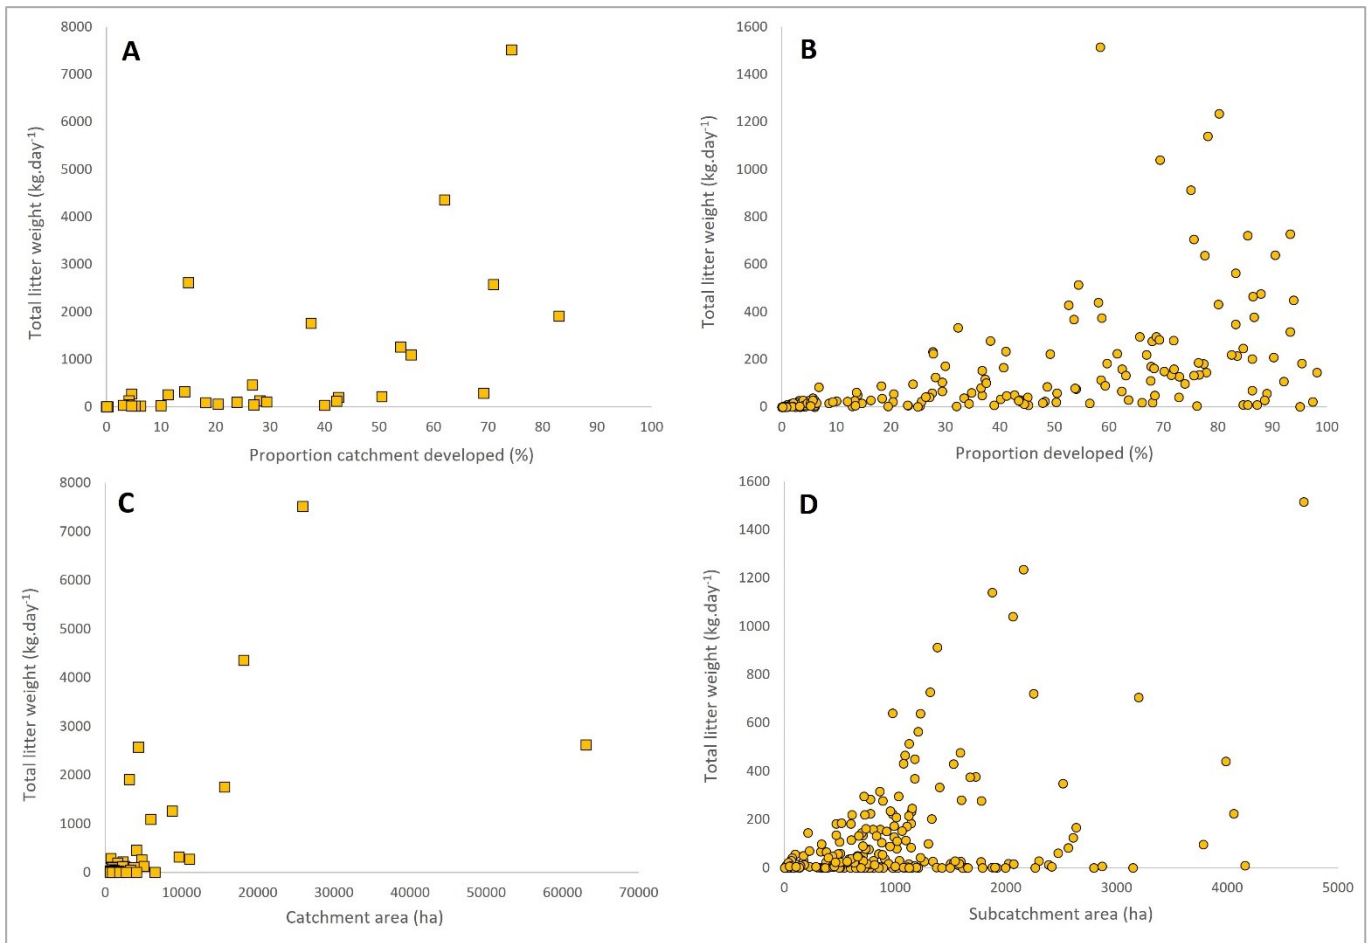 A
Total litter weight (kg.day⁻¹)
8000
7000
6000
5000
4000
3000
2000
1000
0
0 10 20 30 40 50 60 70 80 90 100
Proportion catchment developed (%)
B
Total litter weight (kg.day⁻¹)
1600
1400
1200
1000
800
600
400
200
0
0 10 20 30 40 50 60 70 80 90 100
Proportion developed (%)
C
Total litter weight (kg.day⁻¹)
8000
7000
6000
5000
4000
3000
2000
1000
0
0 10000 20000 30000 40000 50000 60000 70000
Catchment area (ha)
D
Total litter weight (kg.day⁻¹)
1600
1400
1200
1000
800
600
400
200
0
0 1000 2000 3000 4000 5000
Subcatchment area (ha)